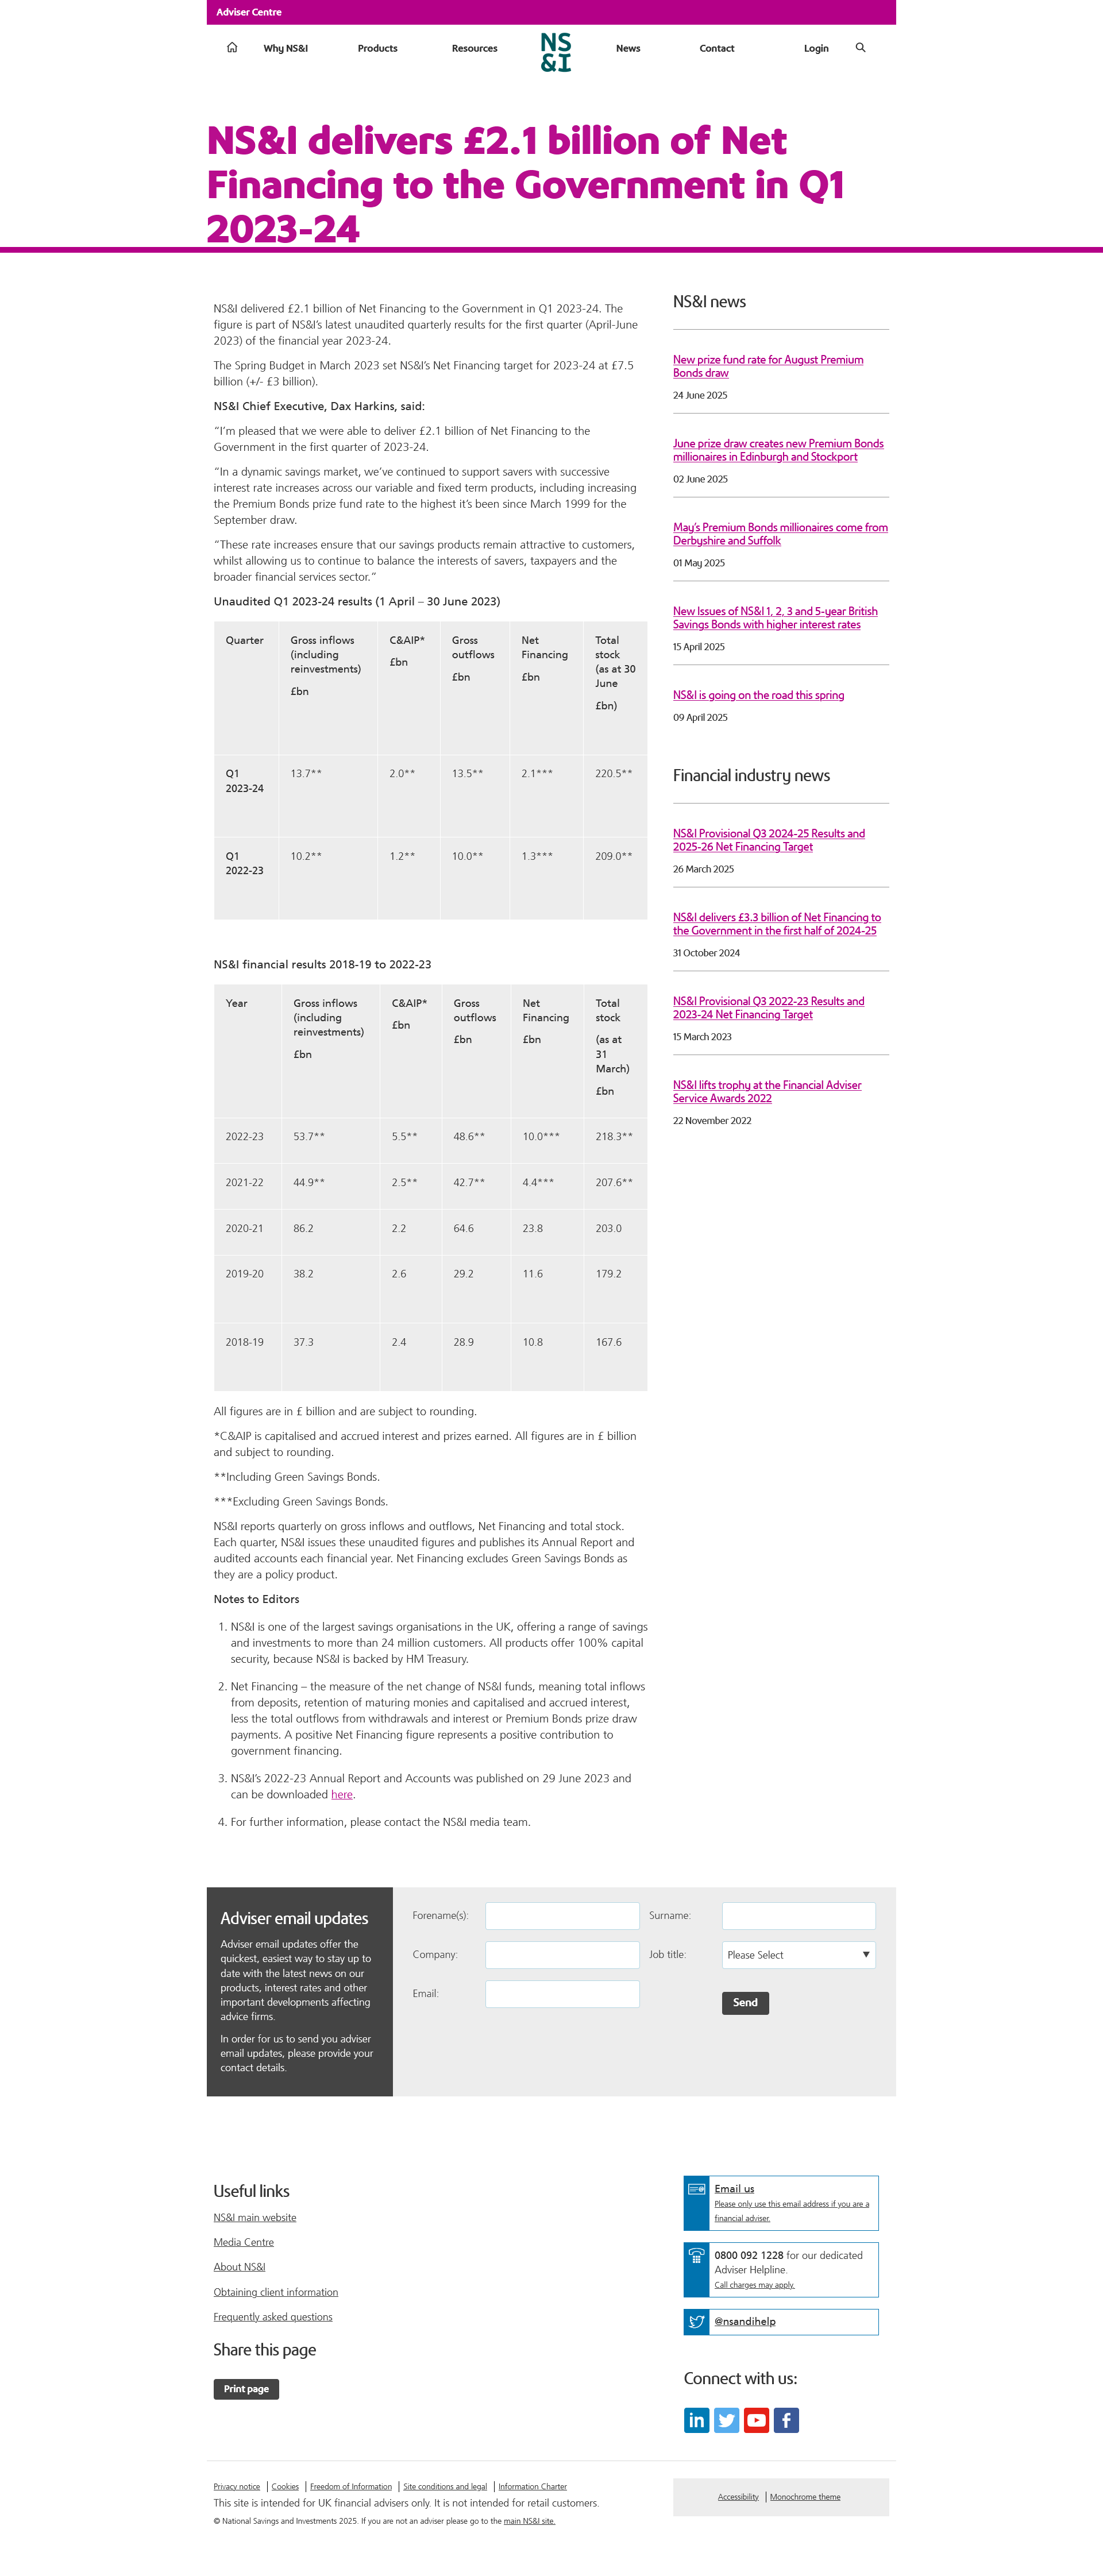 Adviser Centre
Why NS&I
Products
Resources
NS
&I
News
Contact
Login
NS&I delivers £2.1 billion of Net
Financing to the Government in Q1
2023-24
NS&I delivered £2.1 billion of Net Financing to the Government in Q1 2023-24. The
figure is part of NS&I’s latest unaudited quarterly results for the first quarter (April-June
2023) of the financial year 2023-24.
The Spring Budget in March 2023 set NS&I’s Net Financing target for 2023-24 at £7.5
billion (+/- £3 billion).
NS&I Chief Executive, Dax Harkins, said:
“I’m pleased that we were able to deliver £2.1 billion of Net Financing to the
Government in the first quarter of 2023-24.
“In a dynamic savings market, we’ve continued to support savers with successive
interest rate increases across our variable and fixed term products, including increasing
the Premium Bonds prize fund rate to the highest it’s been since March 1999 for the
September draw.
“These rate increases ensure that our savings products remain attractive to customers,
whilst allowing us to continue to balance the interests of savers, taxpayers and the
broader financial services sector.”
Unaudited Q1 2023-24 results (1 April – 30 June 2023)
Quarter
Gross inflows
(including
reinvestments)
£bn
C&AIP*
£bn
Gross
outflows
£bn
Net
Financing
£bn
Total
stock
(as at 30
June
£bn)
Q1
2023-24
13.7**
2.0**
13.5**
2.1***
220.5**
Q1
2022-23
10.2**
1.2**
10.0**
1.3***
209.0**
NS&I financial results 2018-19 to 2022-23
Year
Gross inflows
(including
reinvestments)
£bn
C&AIP*
£bn
Gross
outflows
£bn
Net
Financing
£bn
Total
stock
(as at
31
March)
£bn
2022-23 53.7** 5.5** 48.6** 10.0*** 218.3**
2021-22 44.9** 2.5** 42.7** 4.4*** 207.6**
2020-21 86.2 2.2 64.6 23.8 203.0
2019-20 38.2 2.6 29.2 11.6 179.2
2018-19 37.3 2.4 28.9 10.8 167.6
All figures are in £ billion and are subject to rounding.
*C&AIP is capitalised and accrued interest and prizes earned. All figures are in £ billion
and subject to rounding.
**Including Green Savings Bonds.
***Excluding Green Savings Bonds.
NS&I reports quarterly on gross inflows and outflows, Net Financing and total stock.
Each quarter, NS&I issues these unaudited figures and publishes its Annual Report and
audited accounts each financial year. Net Financing excludes Green Savings Bonds as
they are a policy product.
Notes to Editors
1. NS&I is one of the largest savings organisations in the UK, offering a range of savings
and investments to more than 24 million customers. All products offer 100% capital
security, because NS&I is backed by HM Treasury.
2. Net Financing – the measure of the net change of NS&I funds, meaning total inflows
from deposits, retention of maturing monies and capitalised and accrued interest,
less the total outflows from withdrawals and interest or Premium Bonds prize draw
payments. A positive Net Financing figure represents a positive contribution to
government financing.
3. NS&I’s 2022-23 Annual Report and Accounts was published on 29 June 2023 and
can be downloaded here.
4. For further information, please contact the NS&I media team.
NS&I news
New prize fund rate for August Premium
Bonds draw
24 June 2025
June prize draw creates new Premium Bonds
millionaires in Edinburgh and Stockport
02 June 2025
May’s Premium Bonds millionaires come from
Derbyshire and Suffolk
01 May 2025
New Issues of NS&I 1, 2, 3 and 5-year British
Savings Bonds with higher interest rates
15 April 2025
NS&I is going on the road this spring
09 April 2025
Financial industry news
NS&I Provisional Q3 2024-25 Results and
2025-26 Net Financing Target
26 March 2025
NS&I delivers £3.3 billion of Net Financing to
the Government in the first half of 2024-25
31 October 2024
NS&I Provisional Q3 2022-23 Results and
2023-24 Net Financing Target
15 March 2023
NS&I lifts trophy at the Financial Adviser
Service Awards 2022
22 November 2022
Adviser email updates
Adviser email updates offer the
quickest, easiest way to stay up to
date with the latest news on our
products, interest rates and other
important developments affecting
advice firms.
In order for us to send you adviser
email updates, please provide your
contact details.
Forename(s):
Surname:
Company:
Job title:
Please Select
Email:
Send
Useful links
NS&I main website
Media Centre
About NS&I
Obtaining client information
Frequently asked questions
Share this page
Print page
Email us
Please only use this email address if you are a
financial adviser.
0800 092 1228 for our dedicated
Adviser Helpline.
Call charges may apply.
@nsandihelp
Connect with us:
Privacy notice | Cookies | Freedom of Information | Site conditions and legal | Information Charter
This site is intended for UK financial advisers only. It is not intended for retail customers.
© National Savings and Investments 2025. If you are not an adviser please go to the main NS&I site.
Accessibility | Monochrome theme